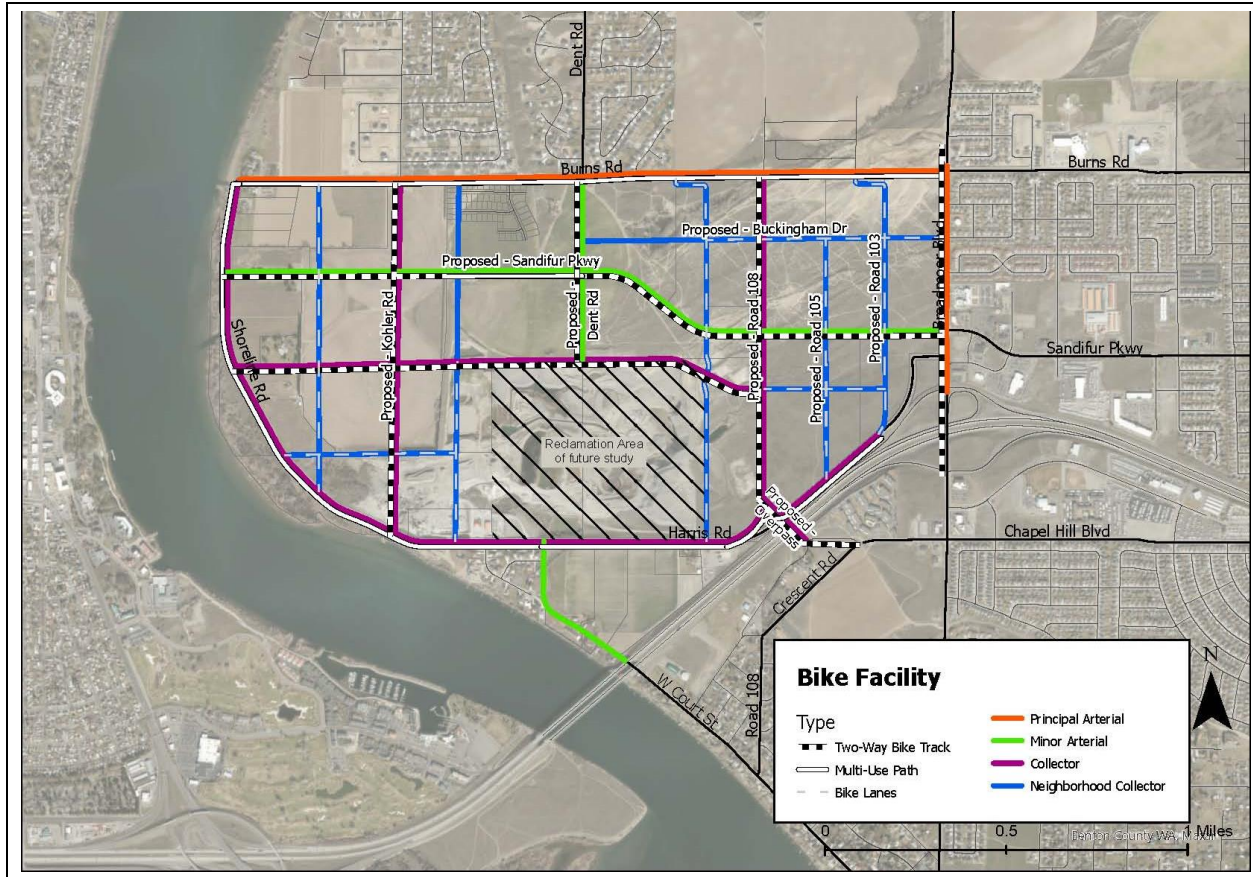 Dent Rd
Burns Rd
Burns Rd
Proposed - Buckingham Dr
Proposed - Sandifur Pkwy
Proposed -
Dent Rd
Proposed - Kohler Rd
Proposed - Road 108
Proposed - Road 105
Proposed - Road 103
Broadmoor Blvd
Sandifur Pkwy
Shoreline Rd
Reclamation Area
of future study
Proposed -
Overpass
Harris Rd
Chapel Hill Blvd
Crescent Rd
W Court St
Road 108
N
Bike Facility
Type
Two-Way Bike Track
Multi-Use Path
Bike Lanes
Principal Arterial
Minor Arterial
Collector
Neighborhood Collector
0 0.5 1 Miles
County WA,